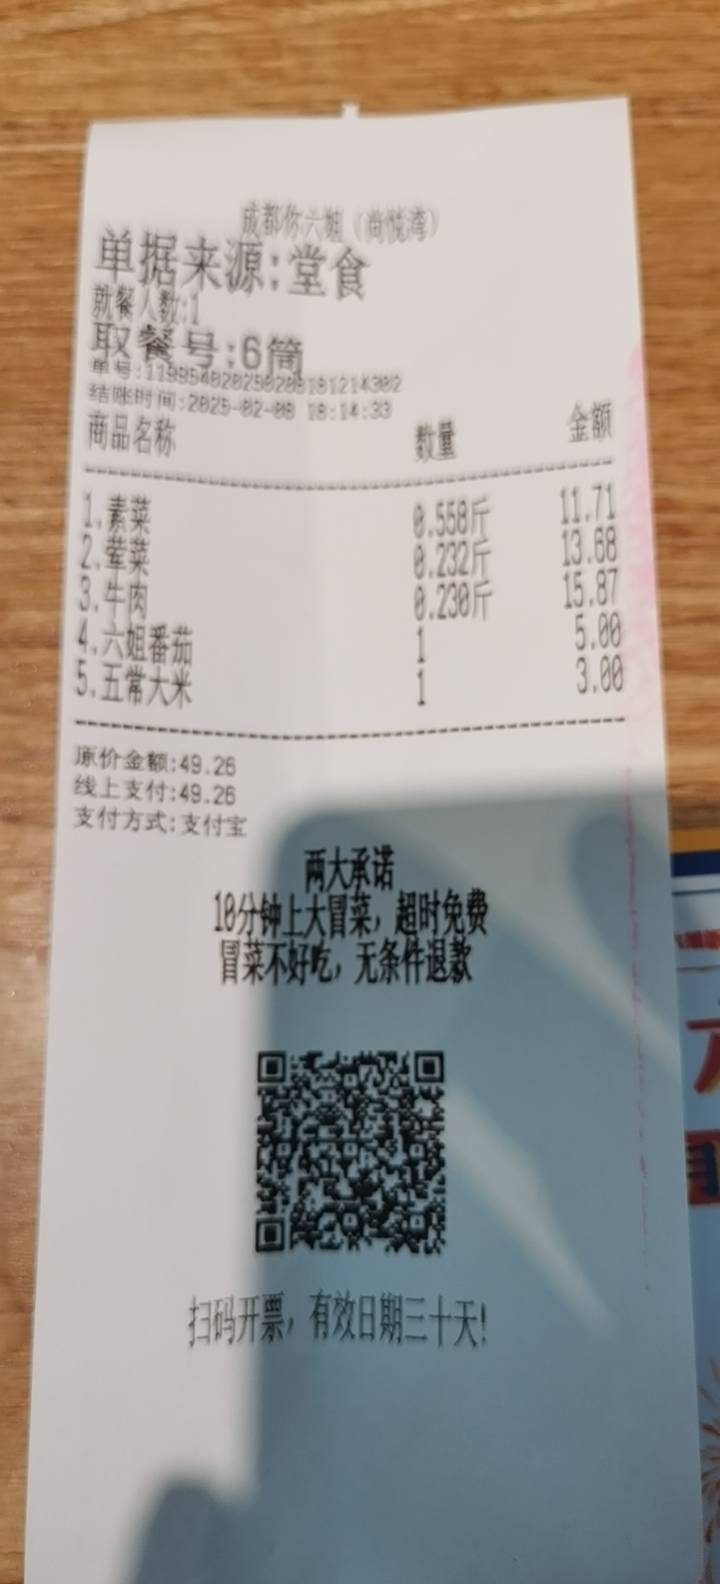 成都你六姐（尚悦湾）
单据来源:堂食
就餐人数:1
取餐号:6筒
单号:
结账时间:2025-02-08 18:14:33
商品名称 数量 金额
1.素菜 0.558斤 11.71
2.荤菜 0.232斤 13.68
3.牛肉 0.230斤 15.87
4.六姐番茄 1 5.00
5.五常大米 1 3.00
原价金额:49.26
线上支付:49.26
支付方式:支付宝
两大承诺
10分钟上大冒菜，超时免费
冒菜不好吃，无条件退款
扫码开票，有效日期三十天!